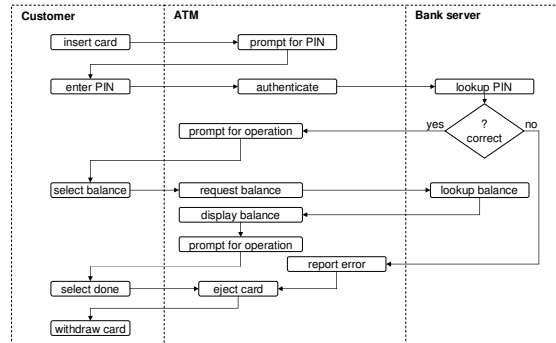 Customer
ATM
Bank server
insert card
prompt for PIN
enter PIN
authenticate
lookup PIN
yes
?
correct
no
prompt for operation
select balance
request balance
lookup balance
display balance
prompt for operation
report error
select done
eject card
withdraw card